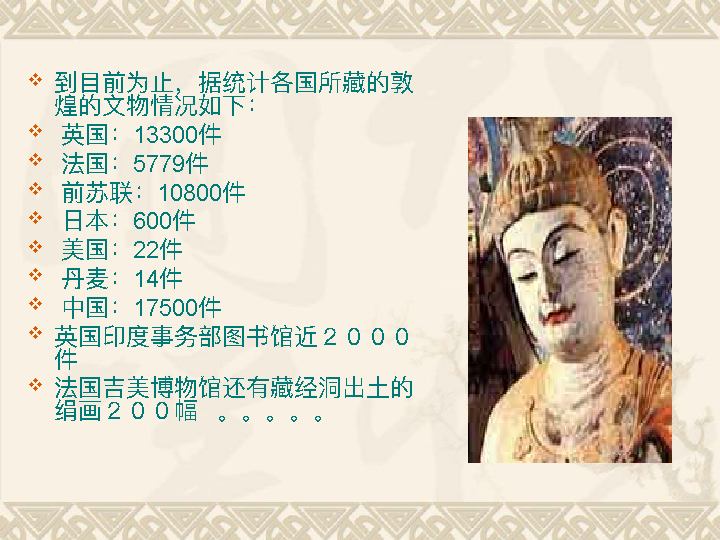 到目前为止，据统计各国所藏的敦
煌的文物情况如下：
英国：13300件
法国：5779件
前苏联：10800件
日本：600件
美国：22件
丹麦：14件
中国：17500件
英国印度事务部图书馆近２０００
件
法国吉美博物馆还有藏经洞出土的
绢画２００幅　。。。。。